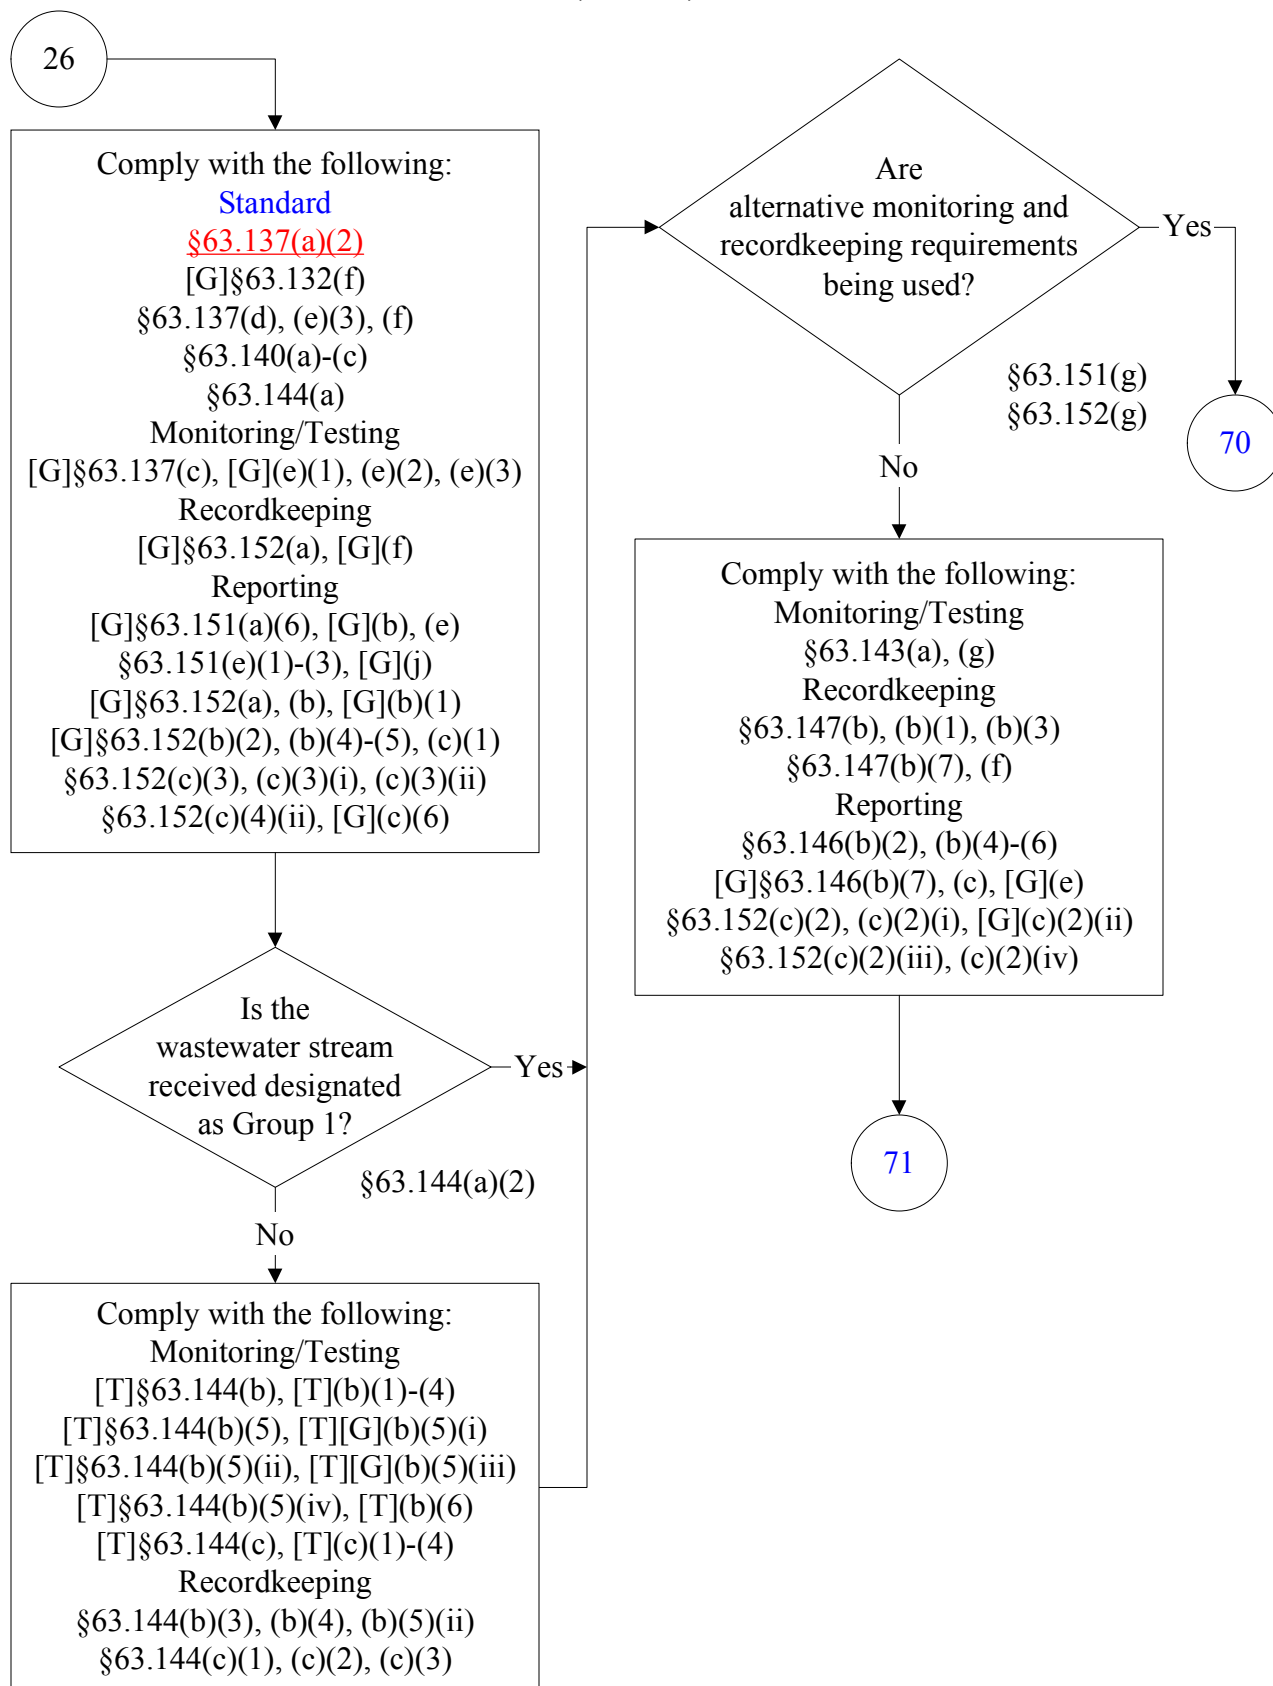 26
Comply with the following:
Standard
§63.137(a)(2)
[G]§63.132(f)
§63.137(d), (e)(3), (f)
§63.140(a)-(c)
§63.144(a)
Monitoring/Testing
[G]§63.137(c), [G](e)(1), (e)(2), (e)(3)
Recordkeeping
[G]§63.152(a), [G](f)
Reporting
[G]§63.151(a)(6), [G](b), (e)
§63.151(e)(1)-(3), [G](j)
[G]§63.152(a), (b), [G](b)(1)
[G]§63.152(b)(2), (b)(4)-(5), (c)(1)
§63.152(c)(3), (c)(3)(i), (c)(3)(ii)
§63.152(c)(4)(ii), [G](c)(6)
Is the
wastewater stream
received designated
as Group 1?
Yes
§63.144(a)(2)
No
Comply with the following:
Monitoring/Testing
[T]§63.144(b), [T](b)(1)-(4)
[T]§63.144(b)(5), [T][G](b)(5)(i)
[T]§63.144(b)(5)(ii), [T][G](b)(5)(iii)
[T]§63.144(b)(5)(iv), [T](b)(6)
[T]§63.144(c), [T](c)(1)-(4)
Recordkeeping
§63.144(b)(3), (b)(4), (b)(5)(ii)
§63.144(c)(1), (c)(2), (c)(3)
Are
alternative monitoring and
recordkeeping requirements
being used?
Yes
§63.151(g)
§63.152(g)
70
No
Comply with the following:
Monitoring/Testing
§63.143(a), (g)
Recordkeeping
§63.147(b), (b)(1), (b)(3)
§63.147(b)(7), (f)
Reporting
§63.146(b)(2), (b)(4)-(6)
[G]§63.146(b)(7), (c), [G](e)
§63.152(c)(2), (c)(2)(i), [G](c)(2)(ii)
§63.152(c)(2)(iii), (c)(2)(iv)
71